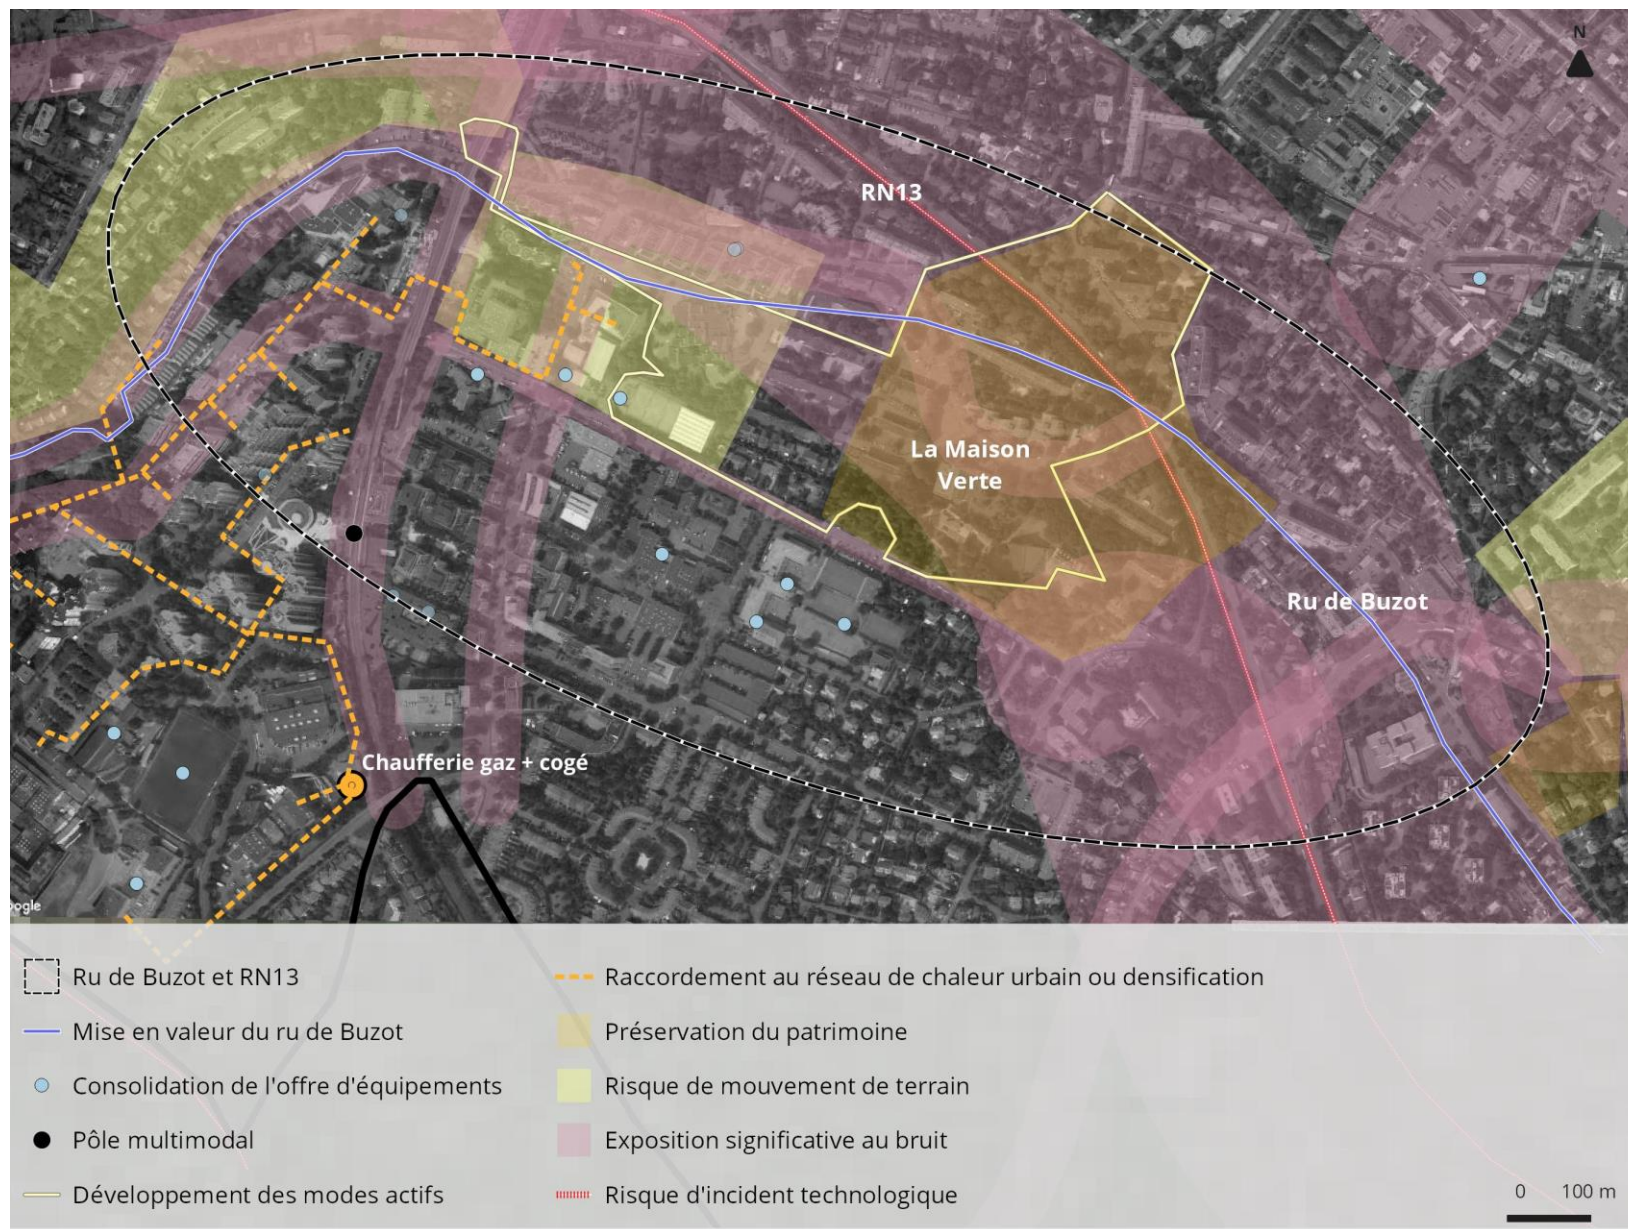 N
RN13
La Maison
Verte
Ru de Buzot
Chaufferie gaz + cogé
oogle
Ru de Buzot et RN13
Mise en valeur du ru de Buzot
Consolidation de l'offre d'équipements
Pôle multimodal
Développement des modes actifs
Raccordement au réseau de chaleur urbain ou densification
Préservation du patrimoine
Risque de mouvement de terrain
Exposition significative au bruit
Risque d'incident technologique
0 100 m